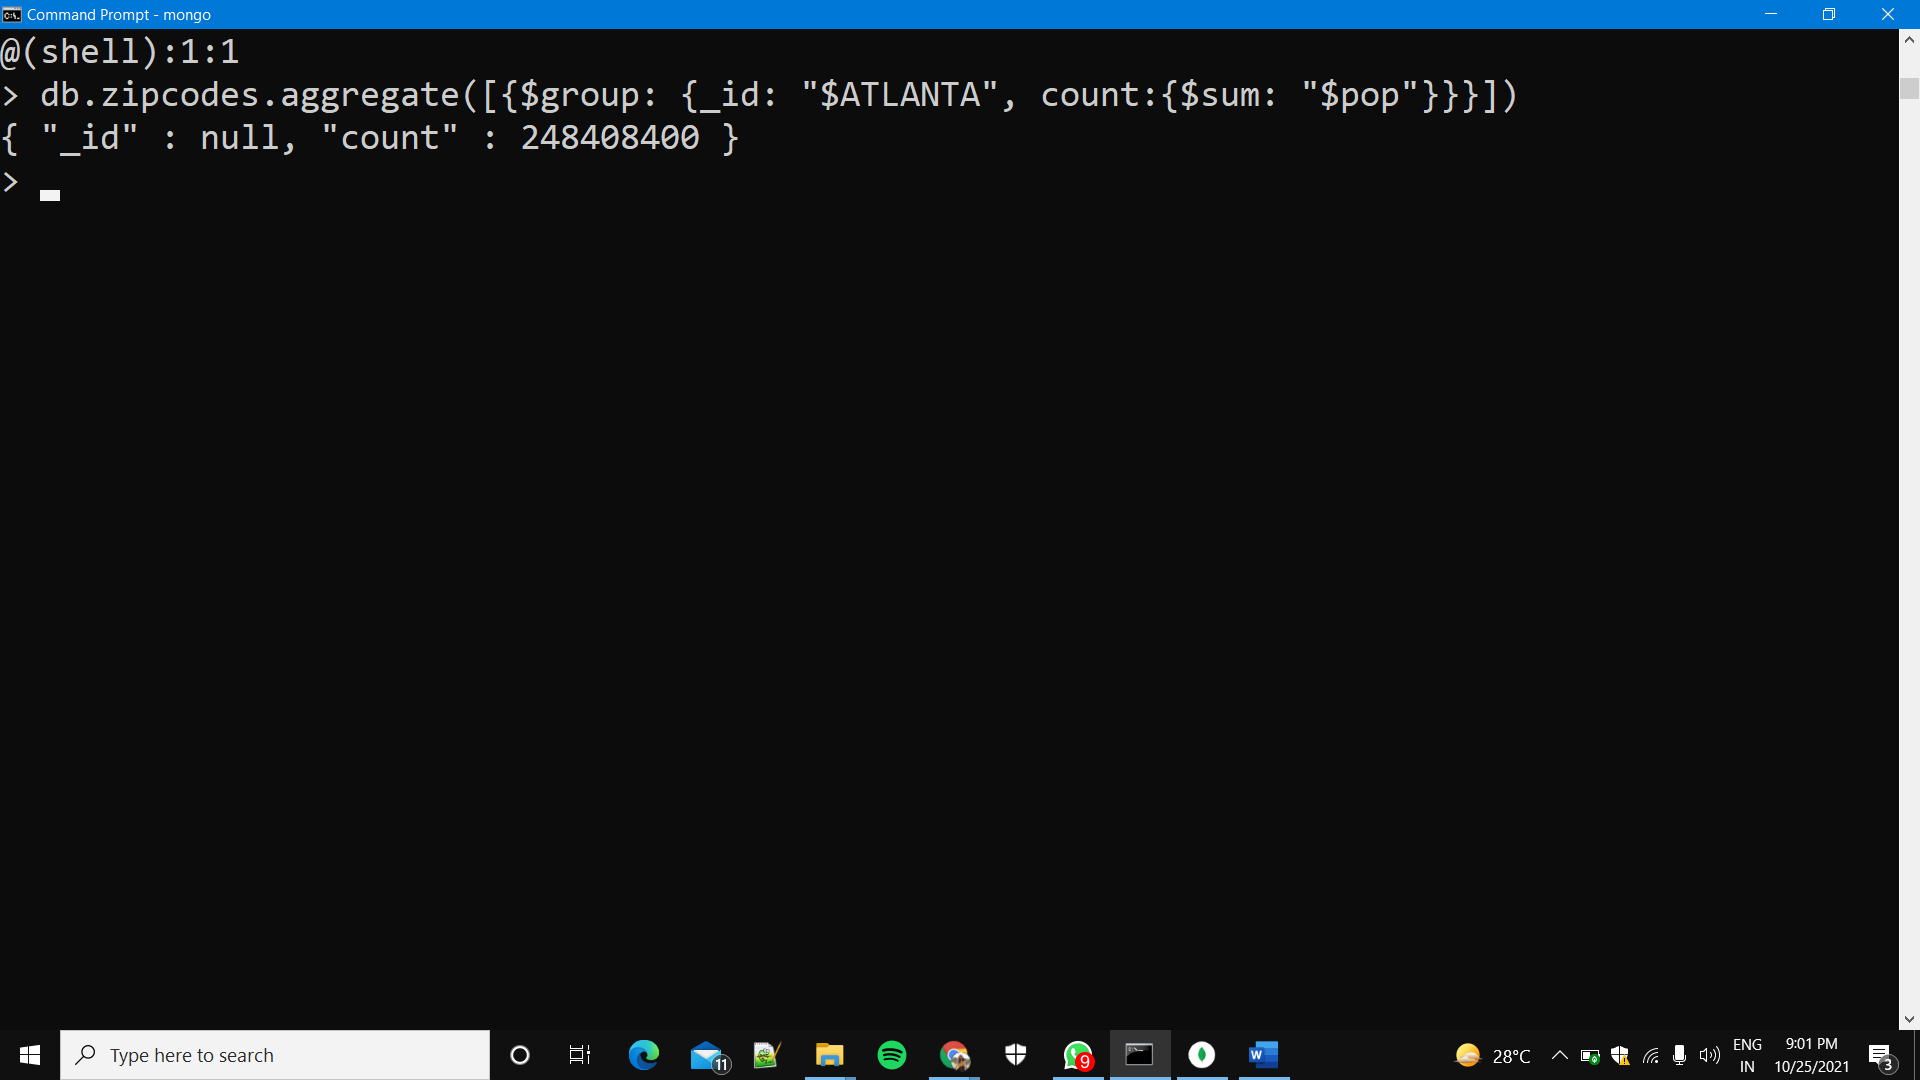 Command Prompt - mongo
@(shell):1:1
> db.zipcodes.aggregate([{$group: {_id: "$ATLANTA", count:{$sum: "$pop"}}}])
{ "_id" : null, "count" : 248408400 }
>
Type here to search
11
9
W
28°C
ENG
IN
9:01 PM
10/25/2021
3